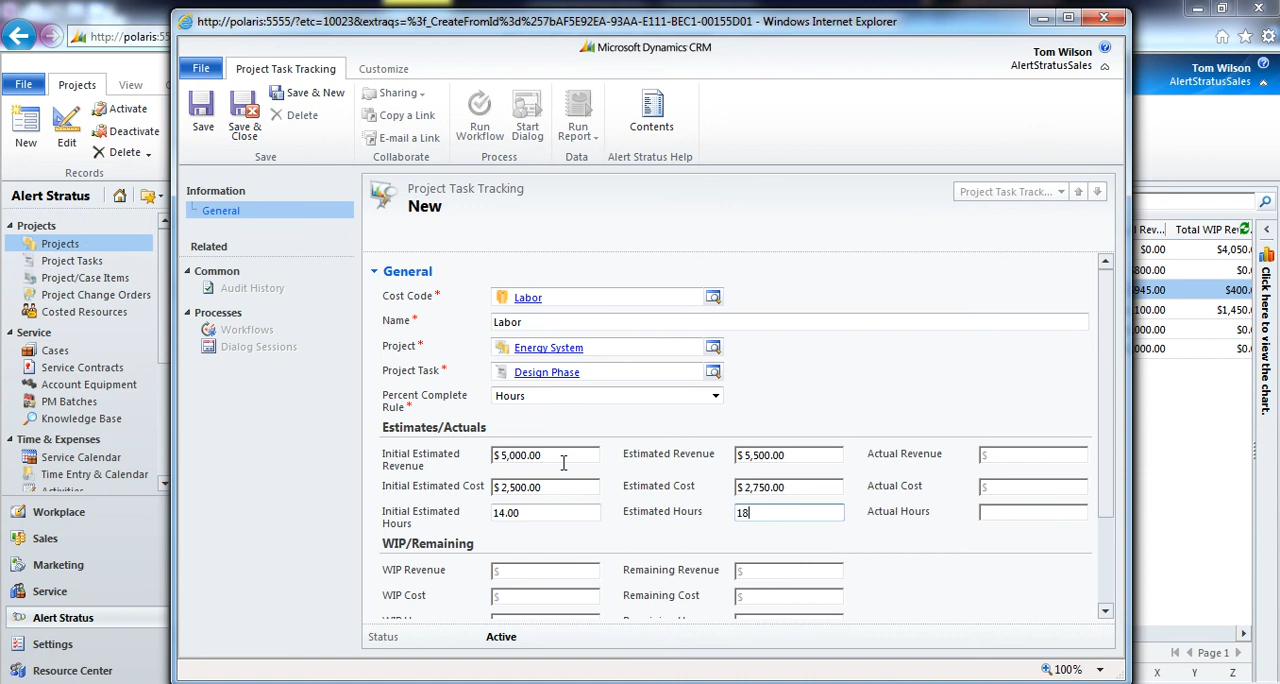 http://polaris:5555/?etc=10023&extraqs=%3f_CreateFromId%3d%257bAF5E92EA-93AA-E111-BEC1-00155D01 - Windows Internet Explorer
http://polaris:55
Microsoft Dynamics CRM
Tom Wilson
AlertStatusSales
Tom Wilson
AlertStatusSales
File
Projects
View
New
Edit
Activate
Deactivate
Delete
Records
File
Project Task Tracking
Customize
Save
Save &
Close
Save & New
Delete
Save
Sharing
Copy a Link
E-mail a Link
Collaborate
Run
Workflow
Start
Dialog
Process
Run
Report
Data
Contents
Alert Status Help
Alert Status
Projects
Projects
Project Tasks
Project/Case Items
Project Change Orders
Costed Resources
Service
Cases
Service Contracts
Account Equipment
PM Batches
Knowledge Base
Time & Expenses
Service Calendar
Time Entry & Calendar
Activities
Workplace
Sales
Marketing
Service
Alert Status
Settings
Resource Center
Information
General
Related
Common
Audit History
Processes
Workflows
Dialog Sessions
Project Task Tracking
New
Project Task Track...
General
Cost Code * Labor
Name * Labor
Project * Energy System
Project Task * Design Phase
Percent Complete
Rule * Hours
Estimates/Actuals
Initial Estimated
Revenue $ 5,000.00 Estimated Revenue $ 5,500.00 Actual Revenue $
Initial Estimated Cost $ 2,500.00 Estimated Cost $ 2,750.00 Actual Cost $
Initial Estimated
Hours 14.00 Estimated Hours 18 Actual Hours
WIP/Remaining
WIP Revenue $ Remaining Revenue $
WIP Cost $ Remaining Cost $
Status Active
100%
Rev... Total WIP Re
$0.00 $4,050.
800.00 $0.
945.00 $400.
100.00 $1,450.
000.00 $0.
000.00 $0.
Click here to view the chart.
Page 1
X Y Z